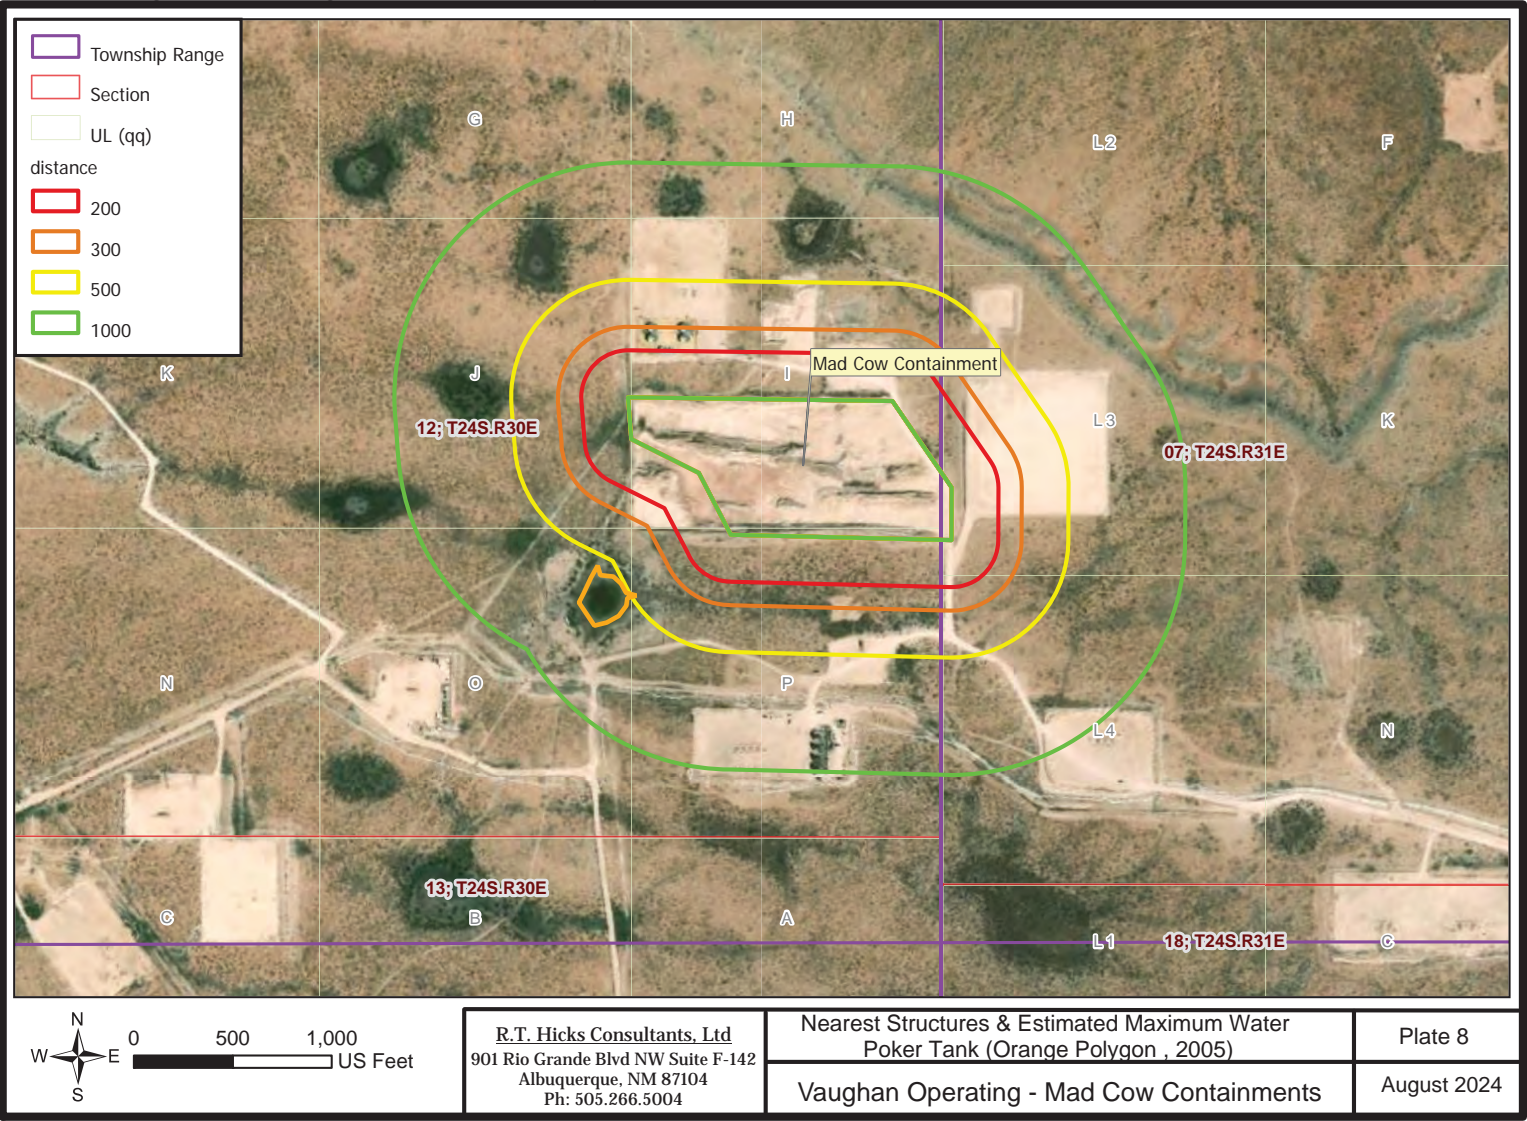 Township Range
Section
UL (qq)
distance
200
300
500
1000
G
H
L2
F
K
J
I
Mad Cow Containment
L3
K
12; T24S.R30E
07; T24S.R31E
N
O
P
L4
N
13; T24S.R30E
C
B
A
L1
18; T24S.R31E
C
N
W
E
S
0 500 1,000
US Feet
R.T. Hicks Consultants, Ltd
901 Rio Grande Blvd NW Suite F-142
Albuquerque, NM 87104
Ph: 505.266.5004
Nearest Structures & Estimated Maximum Water
Poker Tank (Orange Polygon , 2005)
Vaughan Operating - Mad Cow Containments
Plate 8
August 2024